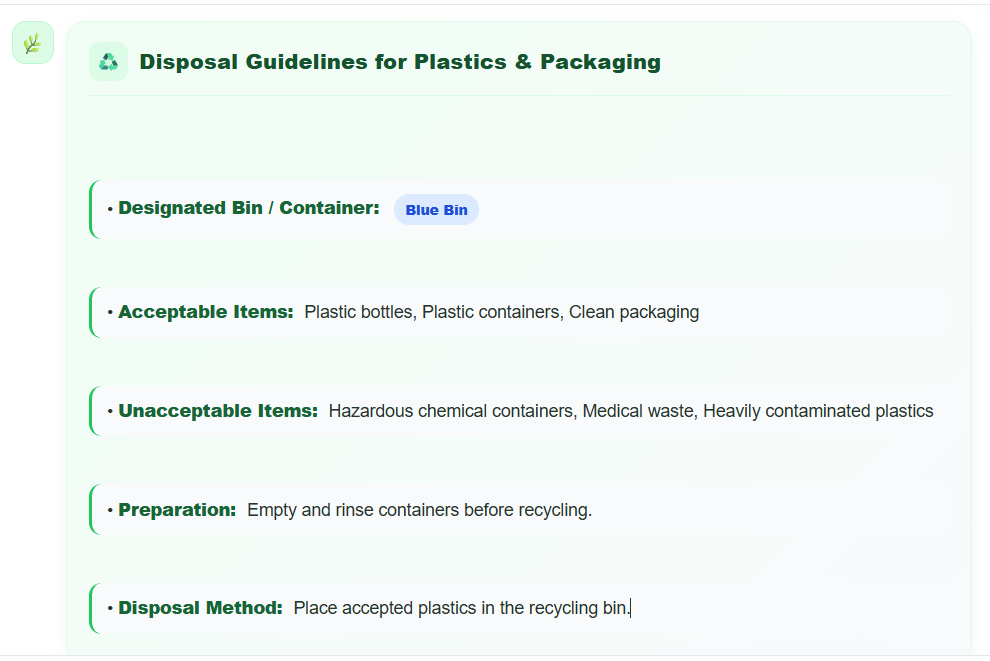 Disposal Guidelines for Plastics & Packaging
• Designated Bin / Container: Blue Bin
• Acceptable Items: Plastic bottles, Plastic containers, Clean packaging
• Unacceptable Items: Hazardous chemical containers, Medical waste, Heavily contaminated plastics
• Preparation: Empty and rinse containers before recycling.
• Disposal Method: Place accepted plastics in the recycling bin.